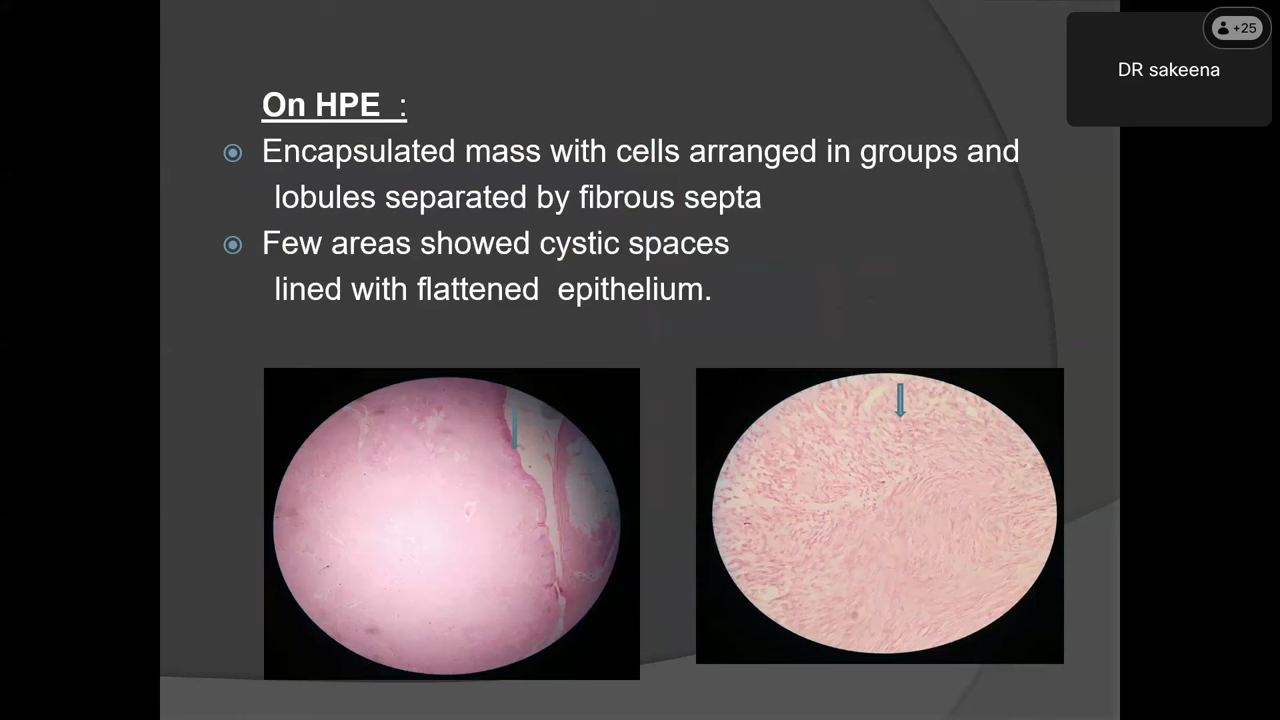 On HPE :
Encapsulated mass with cells arranged in groups and
lobules separated by fibrous septa
Few areas showed cystic spaces
lined with flattened epithelium.
+25
DR sakeena